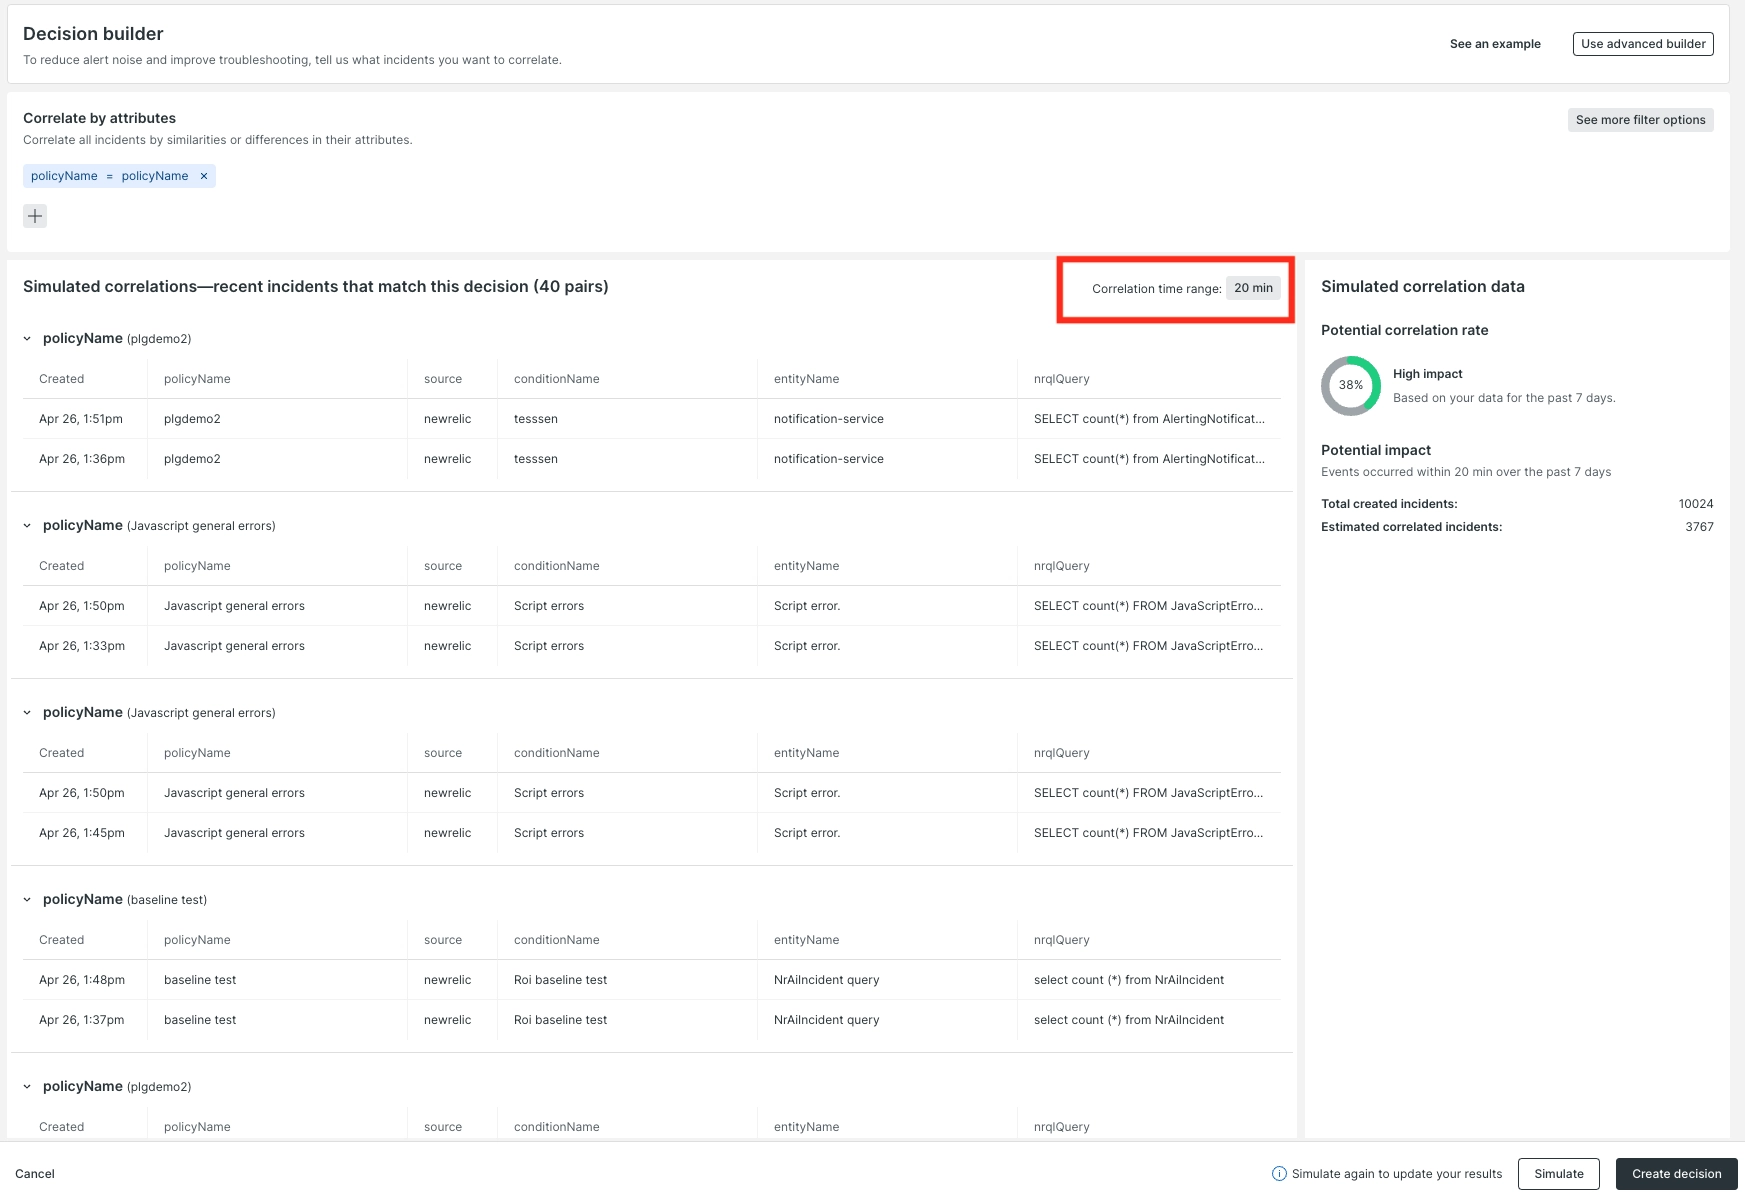 Decision builder
To reduce alert noise and improve troubleshooting, tell us what incidents you want to correlate.
See an example
Use advanced builder
Correlate by attributes
Correlate all incidents by similarities or differences in their attributes.
See more filter options
policyName = policyName ×
+
Simulated correlations—recent incidents that match this decision (40 pairs)
Correlation time range: 20 min
policyName (plgdemo2)
Created policyName source conditionName entityName nrqlQuery
Apr 26, 1:51pm plgdemo2 newrelic tesssen notification-service SELECT count(*) from AlertingNotificat...
Apr 26, 1:36pm plgdemo2 newrelic tesssen notification-service SELECT count(*) from AlertingNotificat...
policyName (Javascript general errors)
Created policyName source conditionName entityName nrqlQuery
Apr 26, 1:50pm Javascript general errors newrelic Script errors Script error. SELECT count(*) FROM JavaScriptErro...
Apr 26, 1:33pm Javascript general errors newrelic Script errors Script error. SELECT count(*) FROM JavaScriptErro...
policyName (Javascript general errors)
Created policyName source conditionName entityName nrqlQuery
Apr 26, 1:50pm Javascript general errors newrelic Script errors Script error. SELECT count(*) FROM JavaScriptErro...
Apr 26, 1:45pm Javascript general errors newrelic Script errors Script error. SELECT count(*) FROM JavaScriptErro...
policyName (baseline test)
Created policyName source conditionName entityName nrqlQuery
Apr 26, 1:48pm baseline test newrelic Roi baseline test NrAiIncident query select count (*) from NrAiIncident
Apr 26, 1:37pm baseline test newrelic Roi baseline test NrAiIncident query select count (*) from NrAiIncident
policyName (plgdemo2)
Created policyName source conditionName entityName nrqlQuery
Simulated correlation data
Potential correlation rate
38%
High impact
Based on your data for the past 7 days.
Potential impact
Events occurred within 20 min over the past 7 days
Total created incidents: 10024
Estimated correlated incidents: 3767
Cancel
Simulate again to update your results
Simulate
Create decision